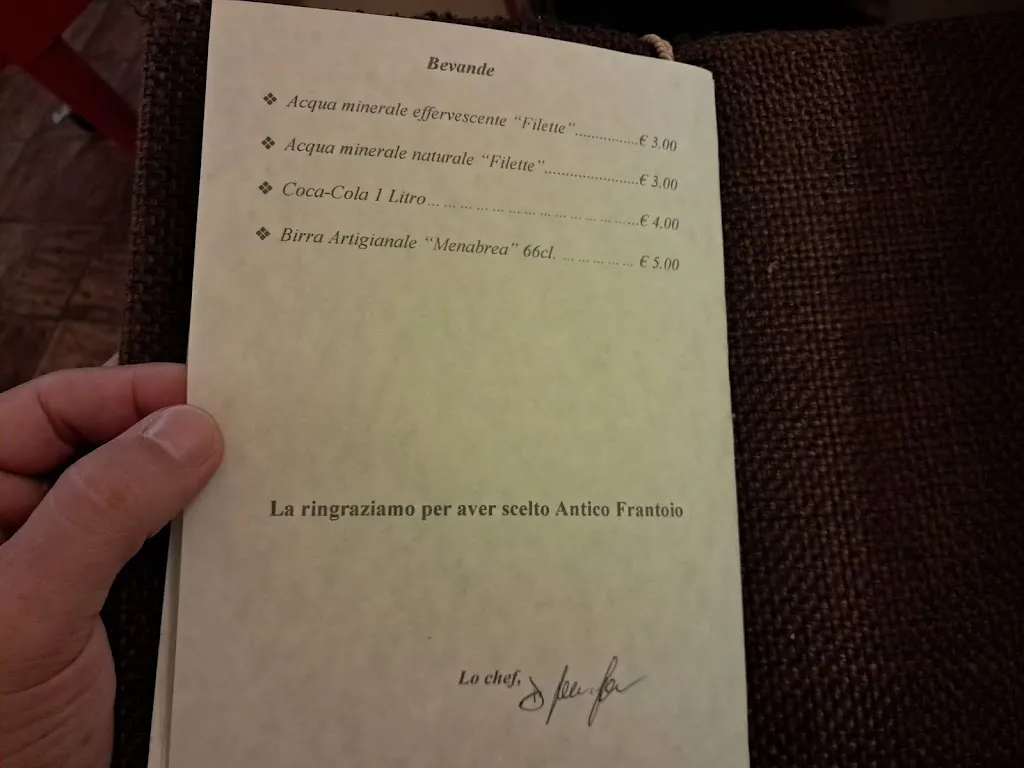 Bevande
❖ Acqua minerale effervescente “Filette”..............€ 3.00
❖ Acqua minerale naturale “Filette”.......................€ 3.00
❖ Coca-Cola 1 Litro... ... ... ... ... ... ... ... ... ... ... ... ... ...€ 4.00
❖ Birra Artigianale “Menabrea” 66cl. ... ... ... ... ... € 5.00
La ringraziamo per aver scelto Antico Frantoio
Lo chef,